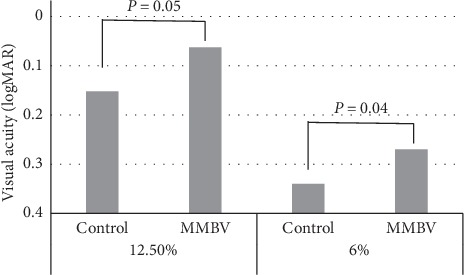 P = 0.05
0
0.1
0.2
0.3
0.4
Visual acuity (logMAR)
P = 0.04
Control MMBV Control MMBV
12.50% 6%